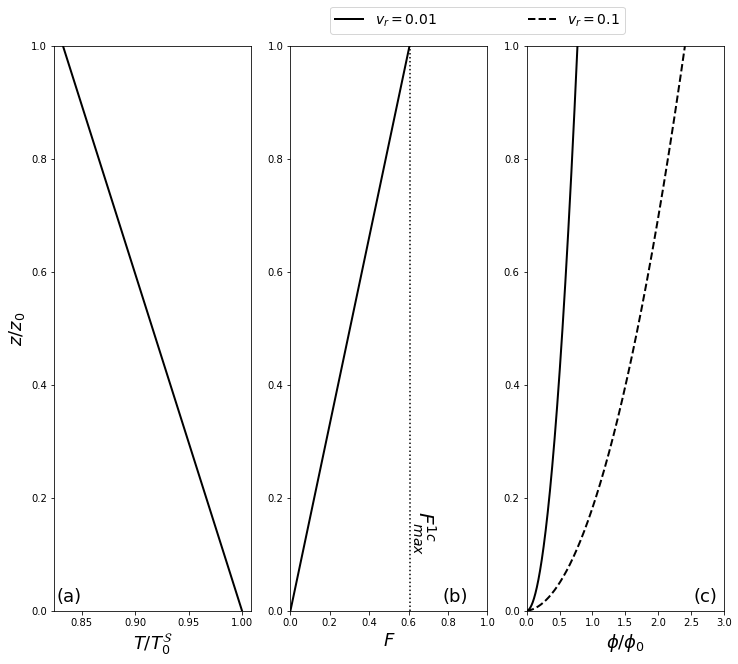 v_r = 0.01 v_r = 0.1
1.0 1.0 1.0
0.8 0.8 0.8
0.6 0.6 0.6
z/z_0
0.4 0.4 0.4
0.2 0.2 0.2
F_{max}^{1c}
(a) (b) (c)
0.0 0.0 0.0
0.85 0.90 0.95 1.00 0.0 0.2 0.4 0.6 0.8 1.0 0.0 0.5 1.0 1.5 2.0 2.5 3.0
T/T_0^𝒮 F ϕ/ϕ_0